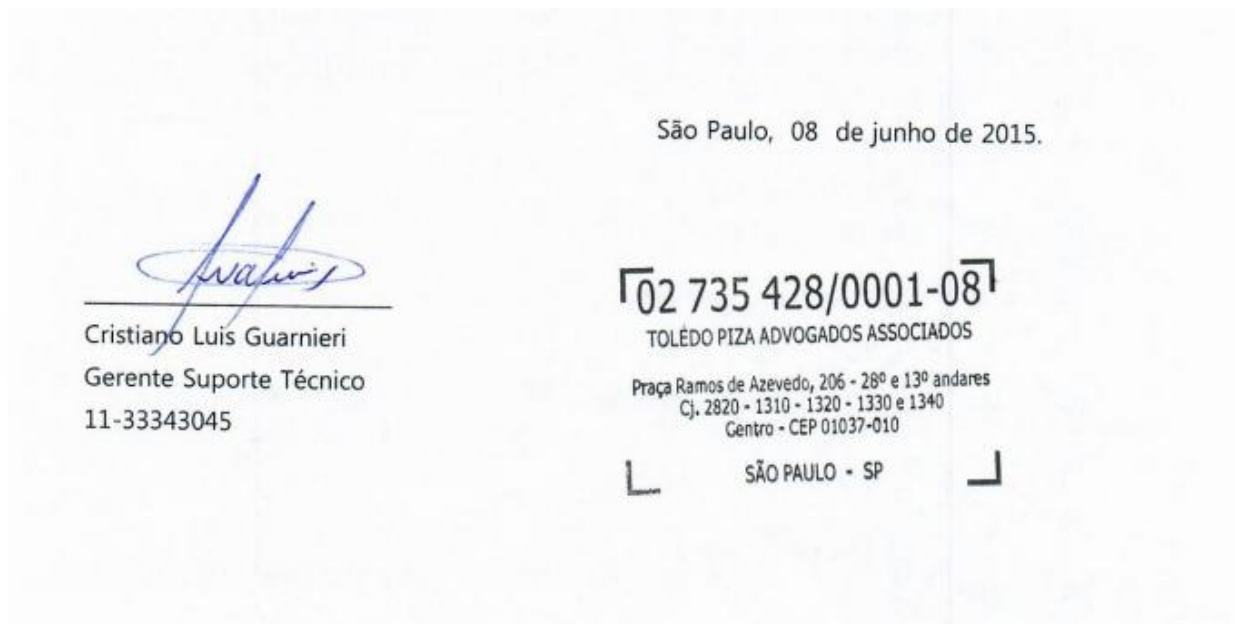 São Paulo, 08 de junho de 2015.
Cristiano Luis Guarnieri
Gerente Suporte Técnico
11-33343045
02 735 428/0001-08
TOLÉDO PIZA ADVOGADOS ASSOCIADOS
Praça Ramos de Azevedo, 206 - 28º e 13º andares
Cj. 2820 - 1310 - 1320 - 1330 e 1340
Centro - CEP 01037-010
SÃO PAULO - SP